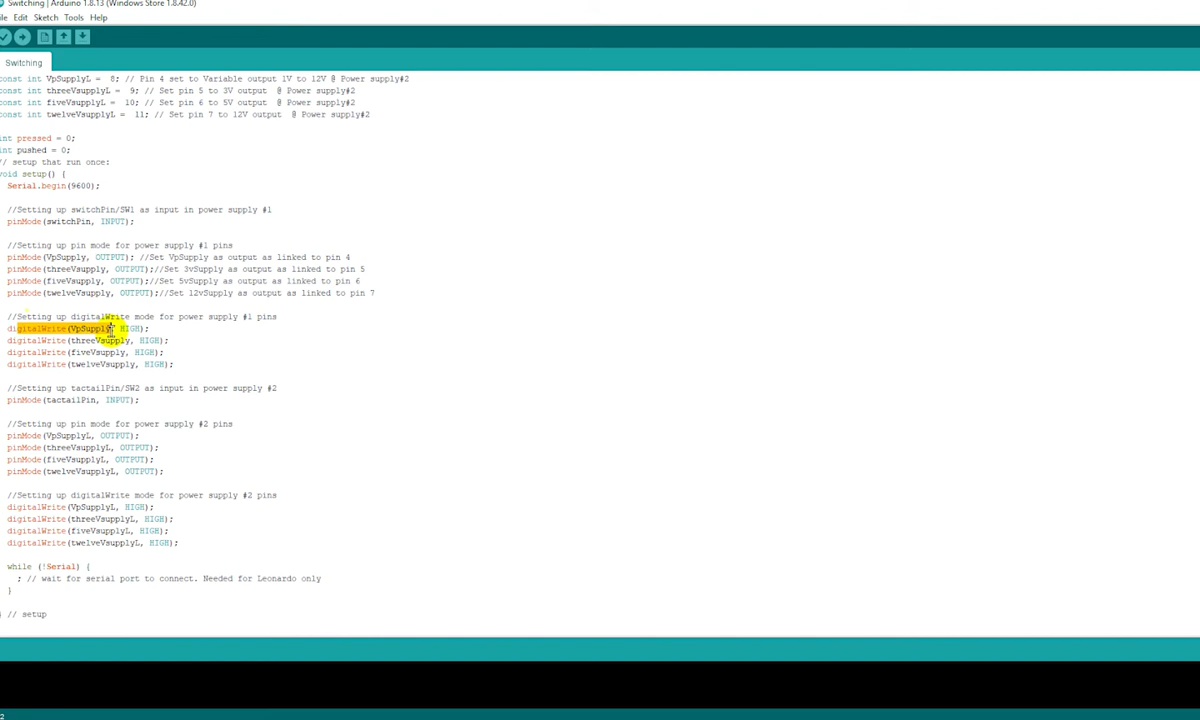 Switching | Arduino 1.8.13 (Windows Store 1.8.42.0)
File Edit Sketch Tools Help
Switching
const int VpSupplyL = 8; // Pin 4 set to Variable output 1V to 12V @ Power supply#2
const int threeVsupplyL = 9; // Set pin 5 to 3V output @ Power supply#2
const int fiveVsupplyL = 10; // Set pin 6 to 5V output @ Power supply#2
const int twelveVsupplyL = 11; // Set pin 7 to 12V output @ Power supply#2
int pressed = 0;
int pushed = 0;
// setup that run once:
void setup() {
Serial.begin(9600);
//Setting up switchPin/SW1 as input in power supply #1
pinMode(switchPin, INPUT);
//Setting up pin mode for power supply #1 pins
pinMode(VpSupply, OUTPUT); //Set VpSupply as output as linked to pin 4
pinMode(threeVsupply, OUTPUT);//Set 3vSupply as output as linked to pin 5
pinMode(fiveVsupply, OUTPUT);//Set 5vSupply as output as linked to pin 6
pinMode(twelveVsupply, OUTPUT);//Set 12vSupply as output as linked to pin 7
//Setting up digitalWrite mode for power supply #1 pins
digitalWrite(VpSupply, HIGH);
digitalWrite(threeVsupply, HIGH);
digitalWrite(fiveVsupply, HIGH);
digitalWrite(twelveVsupply, HIGH);
//Setting up tactailPin/SW2 as input in power supply #2
pinMode(tactailPin, INPUT);
//Setting up pin mode for power supply #2 pins
pinMode(VpSupplyL, OUTPUT);
pinMode(threeVsupplyL, OUTPUT);
pinMode(fiveVsupplyL, OUTPUT);
pinMode(twelveVsupplyL, OUTPUT);
//Setting up digitalWrite mode for power supply #2 pins
digitalWrite(VpSupplyL, HIGH);
digitalWrite(threeVsupplyL, HIGH);
digitalWrite(fiveVsupplyL, HIGH);
digitalWrite(twelveVsupplyL, HIGH);
while (!Serial) {
; // wait for serial port to connect. Needed for Leonardo only
}
} // setup